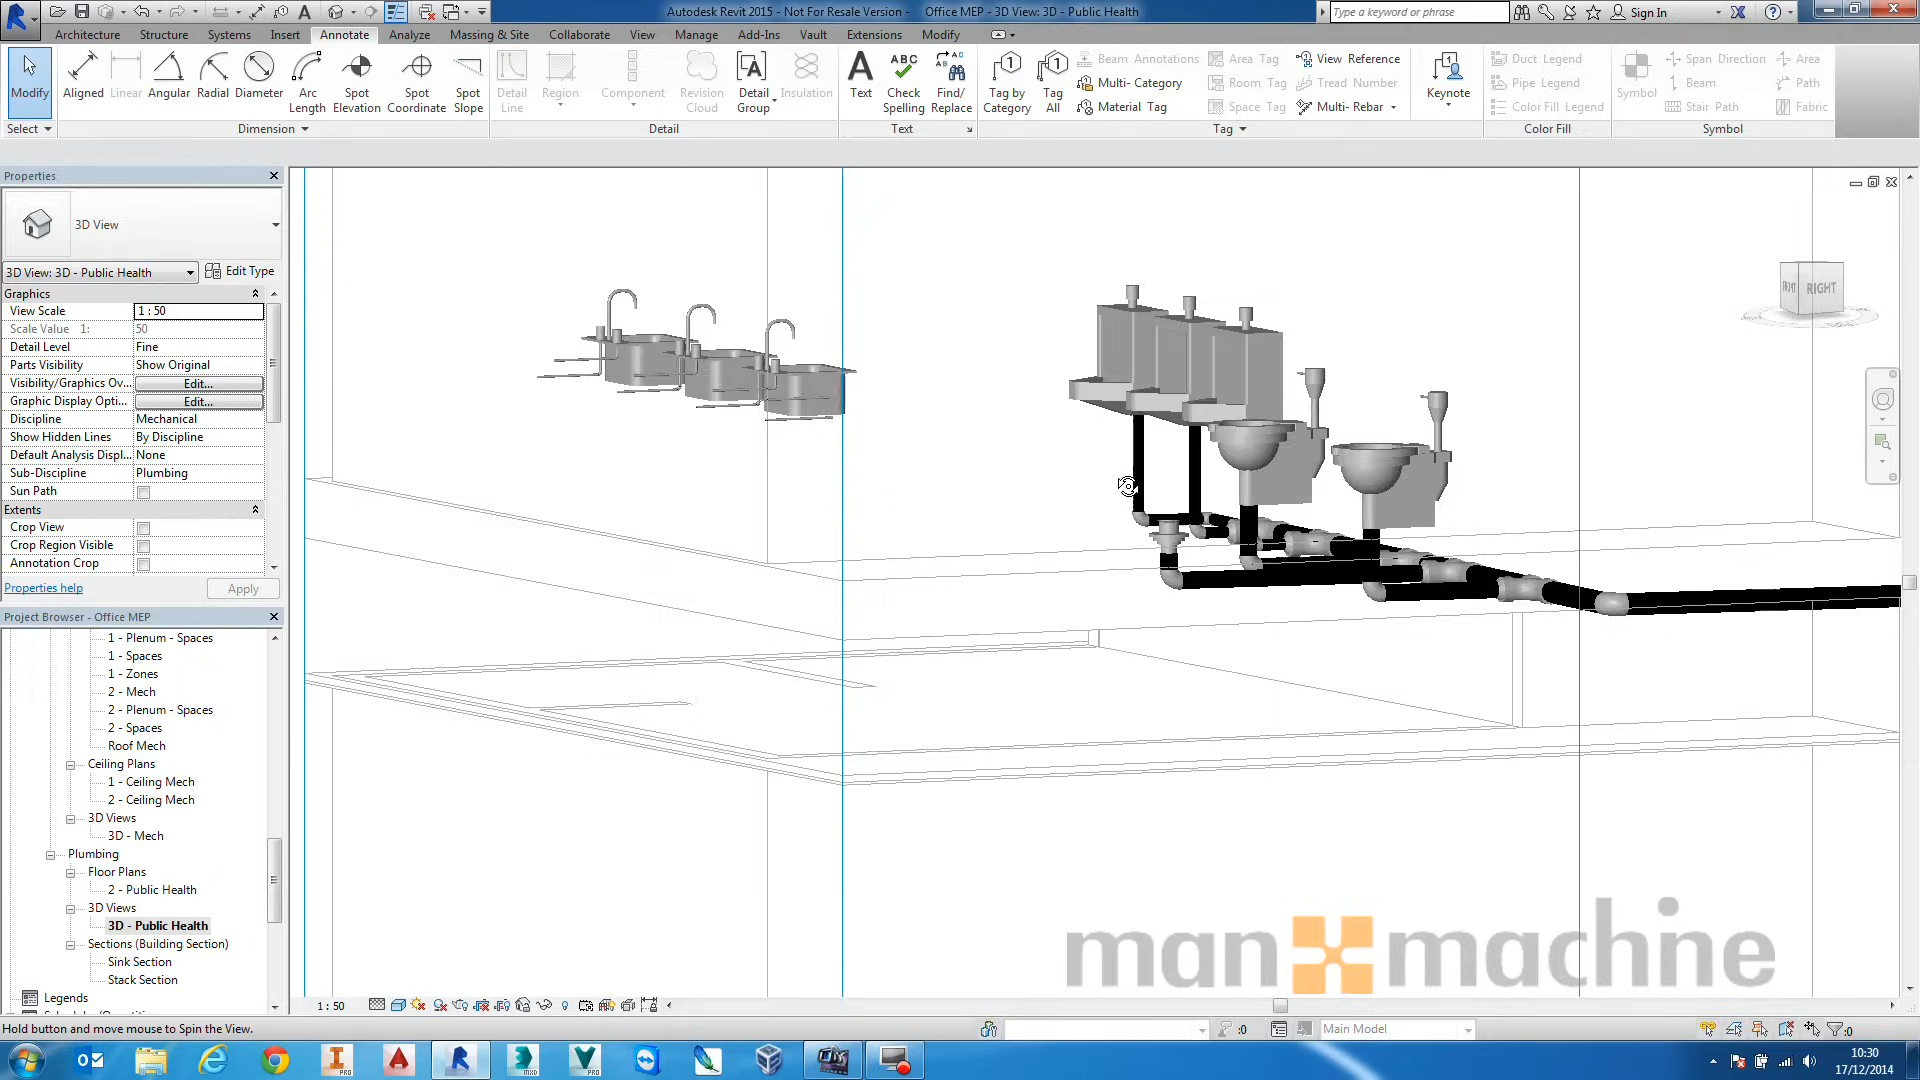 Autodesk Revit 2015 - Not For Resale Version - Office MEP - 3D View: 3D - Public Health
Type a keyword or phrase
Sign In
Architecture Structure Systems Insert Annotate Analyze Massing & Site Collaborate View Manage Add-Ins Vault Extensions Modify
Modify
Aligned Linear Angular Radial Diameter
Arc Length
Spot Elevation
Spot Coordinate
Spot Slope
Detail Line
Region
Component
Revision Cloud
Detail Group
Insulation
Text
ABC
Check Spelling
Find/ Replace
Tag by Category
Tag All
Beam Annotations
Multi- Category
Material Tag
Area Tag
Room Tag
Space Tag
View Reference
Tread Number
Multi- Rebar
Keynote
Duct Legend
Pipe Legend
Color Fill Legend
Symbol
Span Direction
Beam
Stair Path
Area
Path
Fabric
Select Dimension Detail Text Tag Color Fill Symbol
Properties
3D View
3D View: 3D - Public Health Edit Type
Graphics
View Scale 1 : 50
Scale Value 1: 50
Detail Level Fine
Parts Visibility Show Original
Visibility/Graphics Ov... Edit...
Graphic Display Opti... Edit...
Discipline Mechanical
Show Hidden Lines By Discipline
Default Analysis Displ... None
Sub-Discipline Plumbing
Sun Path
Extents
Crop View
Crop Region Visible
Annotation Crop
Properties help Apply
Project Browser - Office MEP
1 - Plenum - Spaces
1 - Spaces
1 - Zones
2 - Mech
2 - Plenum - Spaces
2 - Spaces
Roof Mech
Ceiling Plans
1 - Ceiling Mech
2 - Ceiling Mech
3D Views
3D - Mech
Plumbing
Floor Plans
2 - Public Health
3D Views
3D - Public Health
Sections (Building Section)
Sink Section
Stack Section
Legends
FRONT RIGHT
man machine
1 : 50
Hold button and move mouse to Spin the View.
:0
Main Model
:0
10:30
17/12/2014